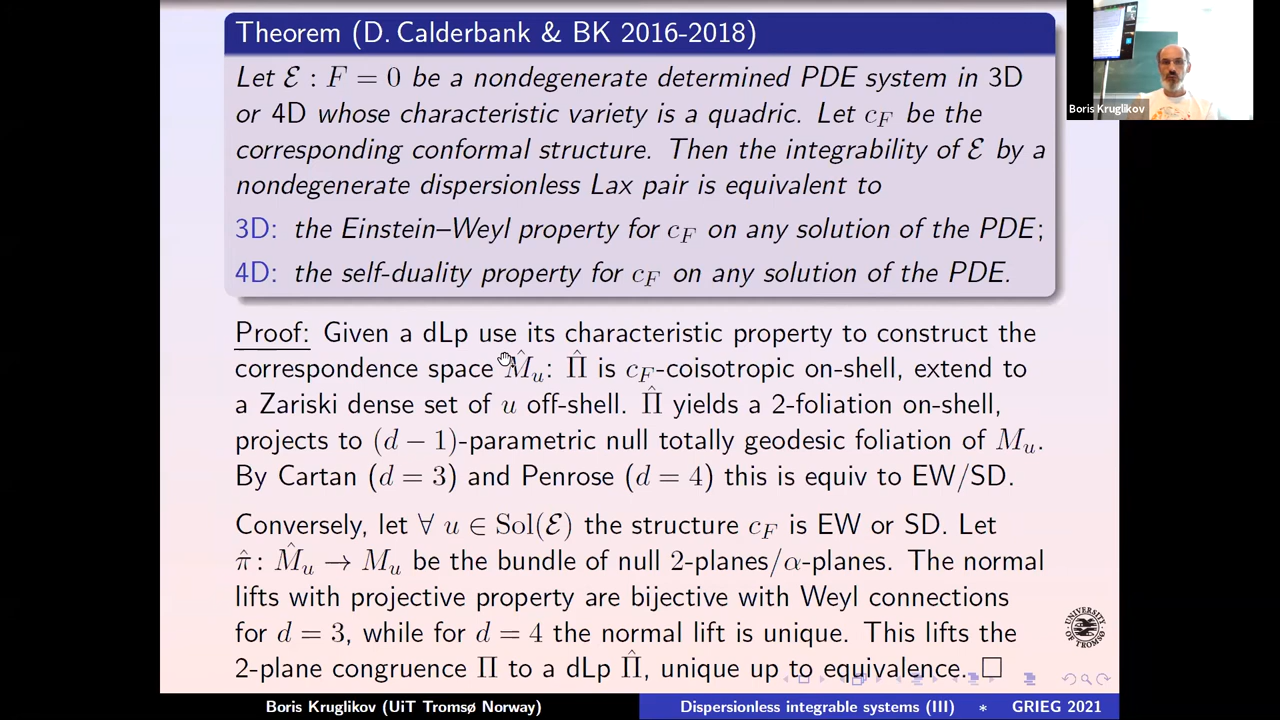 Theorem (D. Calderbank & BK 2016-2018)
Let ℰ : F = 0 be a nondegenerate determined PDE system in 3D
or 4D whose characteristic variety is a quadric. Let c_F be the
corresponding conformal structure. Then the integrability of ℰ by a
nondegenerate dispersionless Lax pair is equivalent to
3D: the Einstein–Weyl property for c_F on any solution of the PDE;
4D: the self-duality property for c_F on any solution of the PDE.
Proof: Given a dLp use its characteristic property to construct the
correspondence space M̂_u: Π̂ is c_F-coisotropic on-shell, extend to
a Zariski dense set of u off-shell. Π̂ yields a 2-foliation on-shell,
projects to (d − 1)-parametric null totally geodesic foliation of M_u.
By Cartan (d = 3) and Penrose (d = 4) this is equiv to EW/SD.
Conversely, let ∀ u ∈ Sol(ℰ) the structure c_F is EW or SD. Let
π̂ : M̂_u → M_u be the bundle of null 2-planes/α-planes. The normal
lifts with projective property are bijective with Weyl connections
for d = 3, while for d = 4 the normal lift is unique. This lifts the
2-plane congruence Π to a dLp Π̂, unique up to equivalence. □
Boris Kruglikov
UNIVERSITY
OF TROMSØ
Boris Kruglikov (UiT Tromsø Norway)
Dispersionless integrable systems (III) * GRIEG 2021